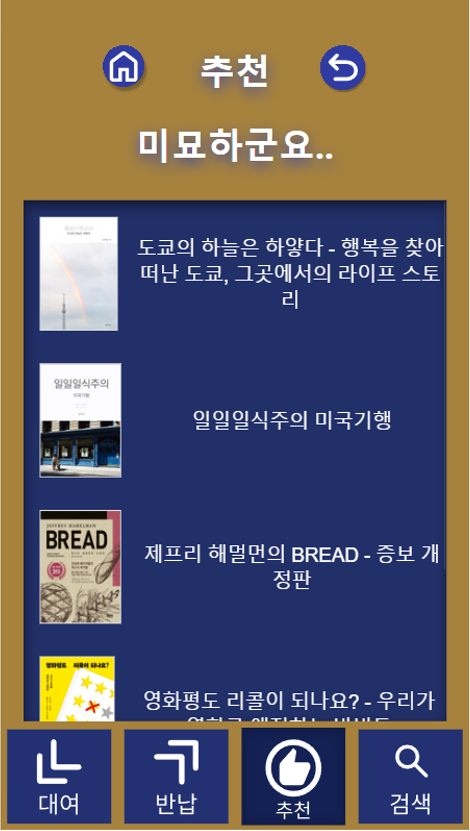 추천
미묘하군요..
도쿄의 하늘은 하얗다 - 행복을 찾아
떠난 도쿄, 그곳에서의 라이프 스토
리
일일일식주의
미국기행
일일일식주의 미국기행
JEFFREY HAMELMAN
BREAD
제프리 해멀먼의 BREAD - 증보 개
정판
영화평도 리콜이 되나요?
영화평도 리콜이 되나요? - 우리가
대여
반납
추천
검색